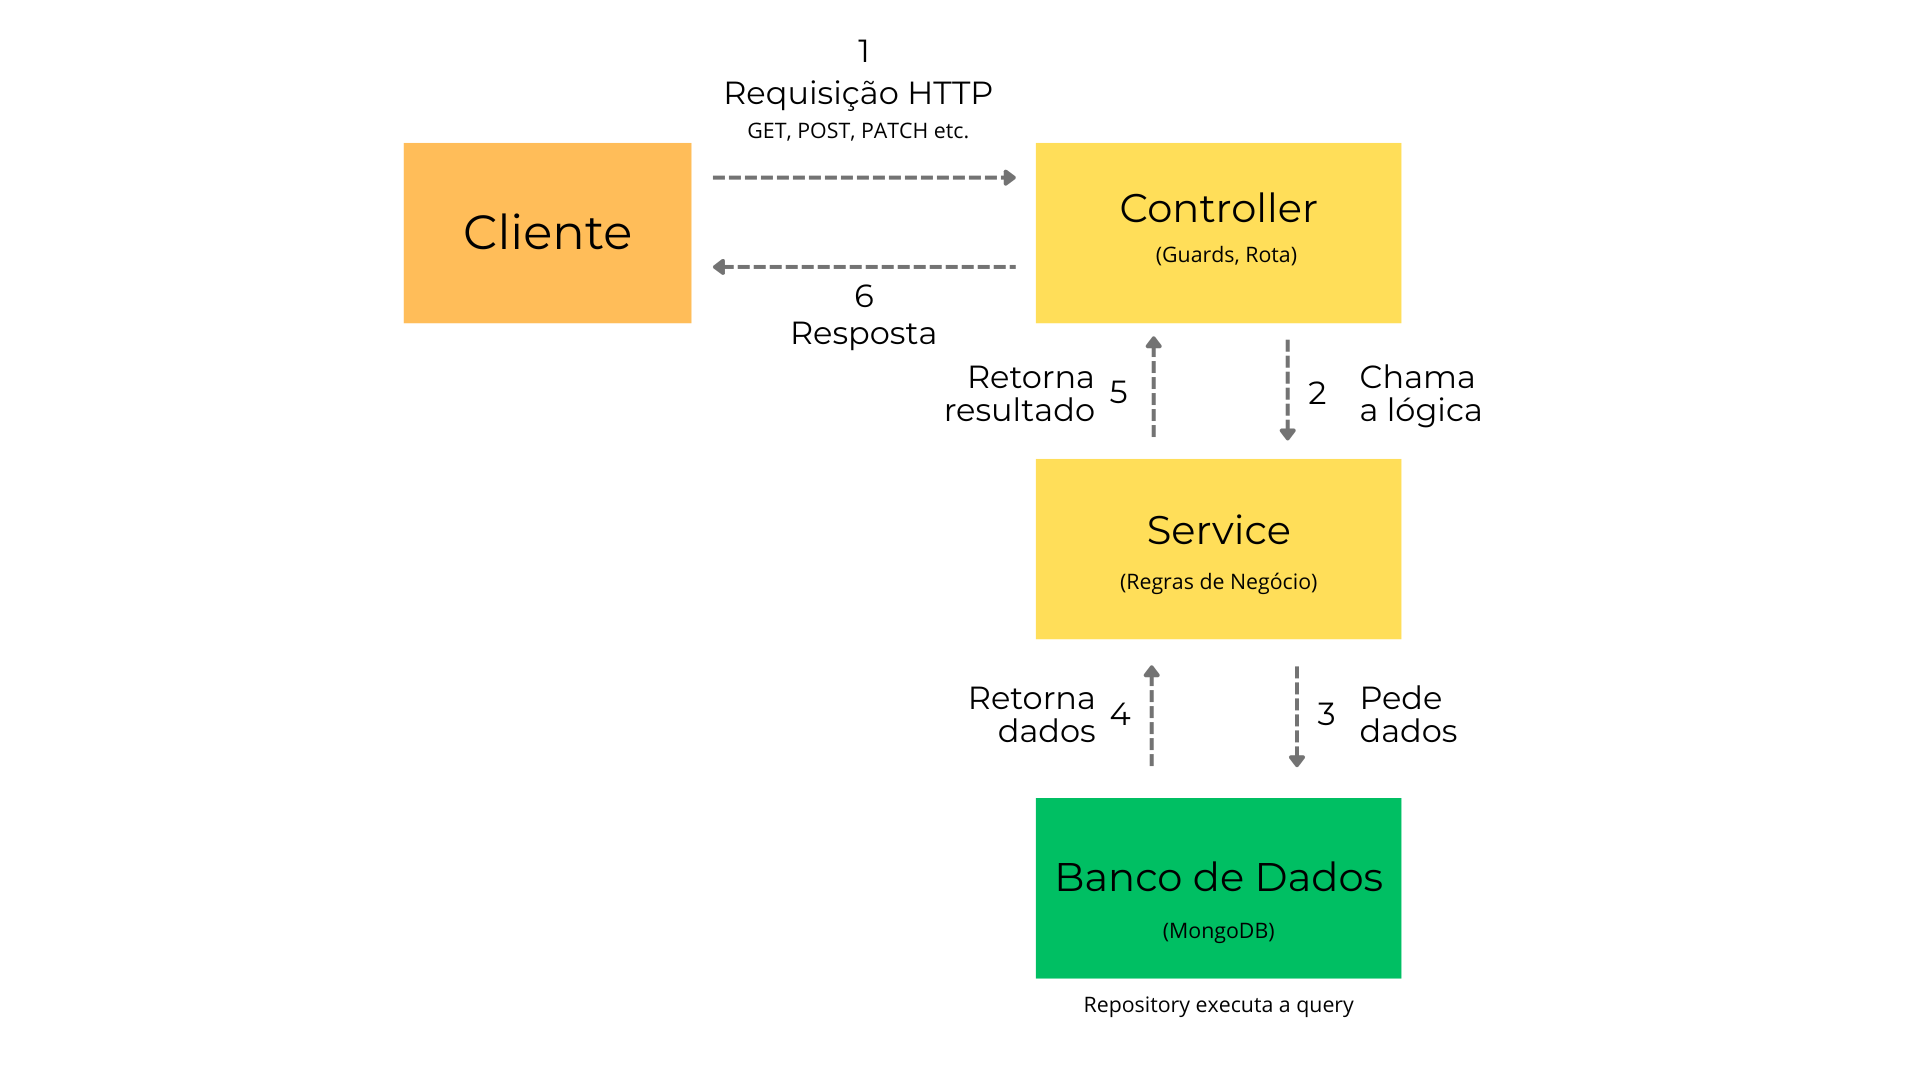 1
Requisição HTTP
GET, POST, PATCH etc.
Cliente
Controller
(Guards, Rota)
6
Resposta
Retorna
resultado
5
2
Chama
a lógica
Service
(Regras de Negócio)
Retorna
dados
4
3
Pede
dados
Banco de Dados
(MongoDB)
Repository executa a query